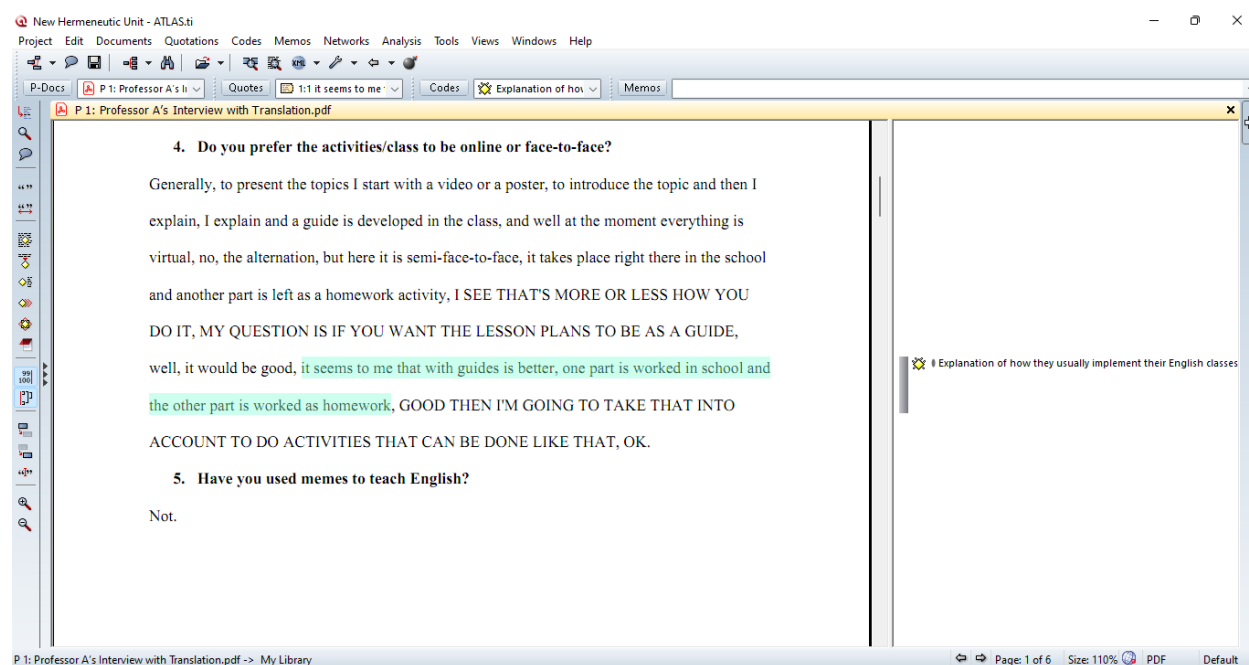 New Hermeneutic Unit - ATLAS.ti
Project Edit Documents Quotations Codes Memos Networks Analysis Tools Views Windows Help
P-Docs P 1: Professor A's I Quotes 1:1 it seems to me Codes Explanation of how Memos
P 1: Professor A's Interview with Translation.pdf
4. Do you prefer the activities/class to be online or face-to-face?
Generally, to present the topics I start with a video or a poster, to introduce the topic and then I
explain, I explain and a guide is developed in the class, and well at the moment everything is
virtual, no, the alternation, but here it is semi-face-to-face, it takes place right there in the school
and another part is left as a homework activity, I SEE THAT'S MORE OR LESS HOW YOU
DO IT, MY QUESTION IS IF YOU WANT THE LESSON PLANS TO BE AS A GUIDE,
well, it would be good, it seems to me that with guides is better, one part is worked in school and
the other part is worked as homework, GOOD THEN I'M GOING TO TAKE THAT INTO
ACCOUNT TO DO ACTIVITIES THAT CAN BE DONE LIKE THAT, OK.
5. Have you used memes to teach English?
Not.
Explanation of how they usually implement their English classes
P 1: Professor A's Interview with Translation.pdf -> My Library
Page: 1 of 6 Size: 110% PDF Default